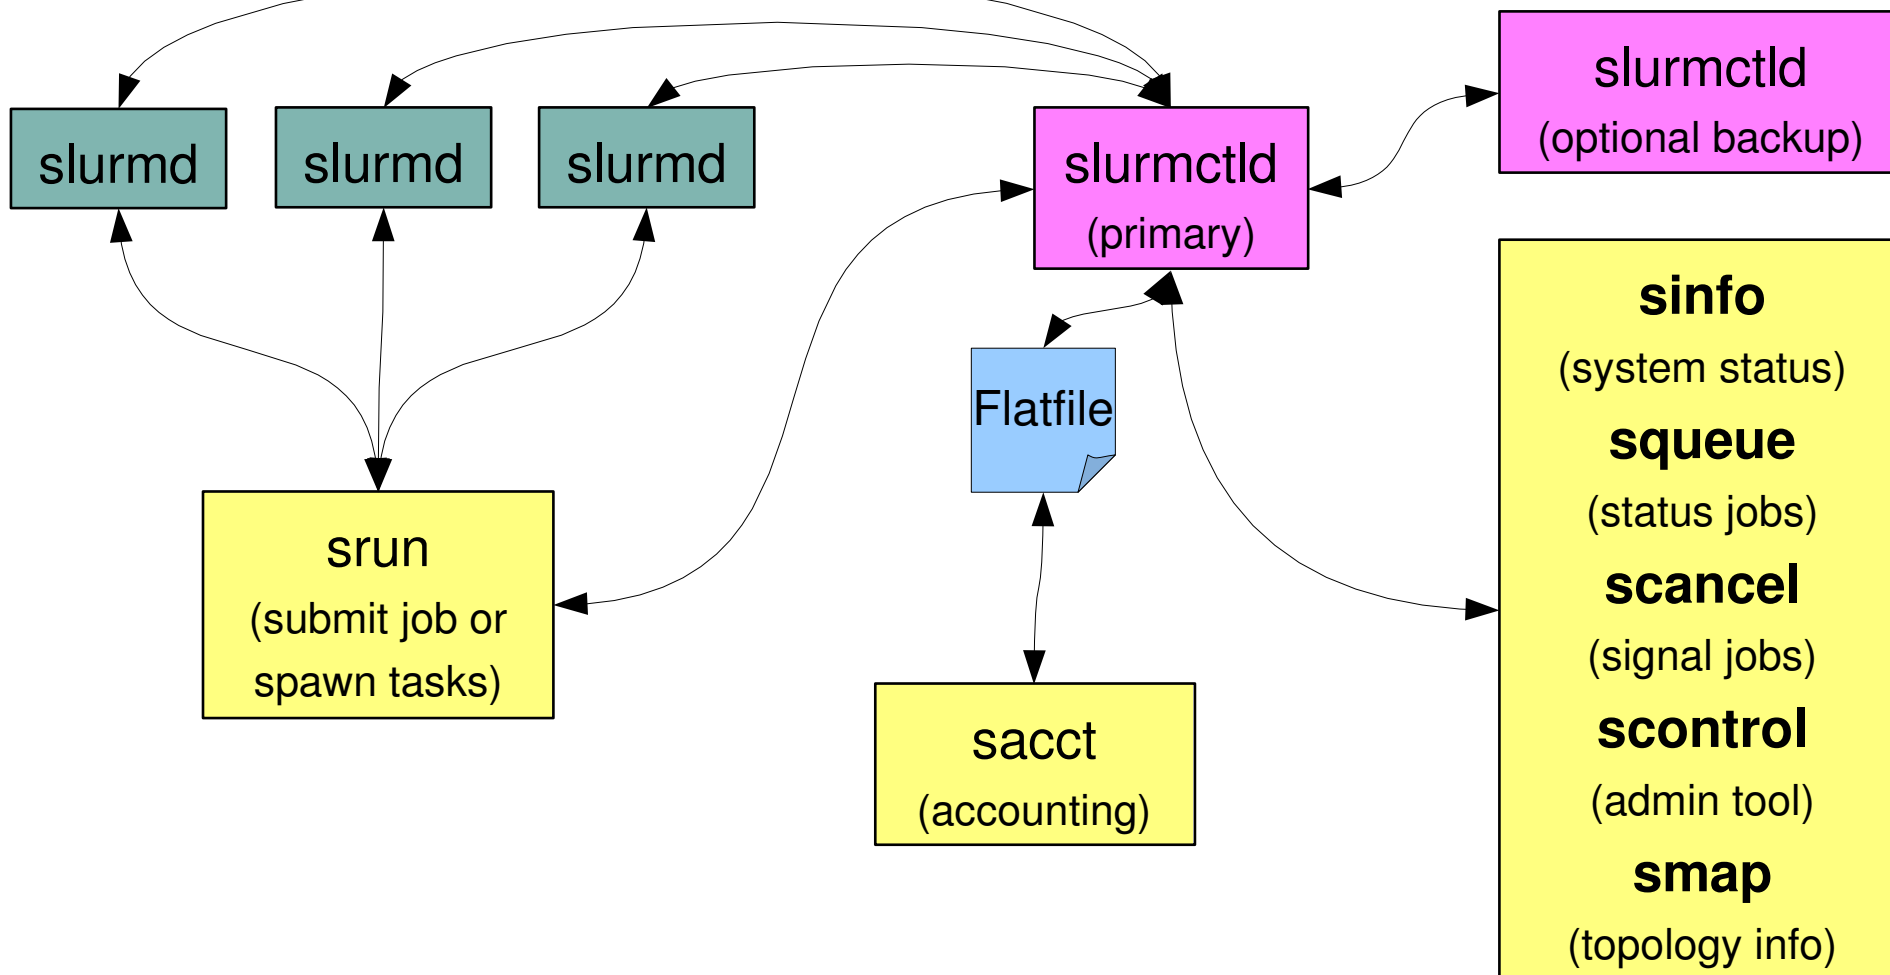 slurmd
slurmd
slurmd
slurmctld
(primary)
slurmctld
(optional backup)
Flatfile
srun
(submit job or
spawn tasks)
sacct
(accounting)
sinfo
(system status)
squeue
(status jobs)
scancel
(signal jobs)
scontrol
(admin tool)
smap
(topology info)